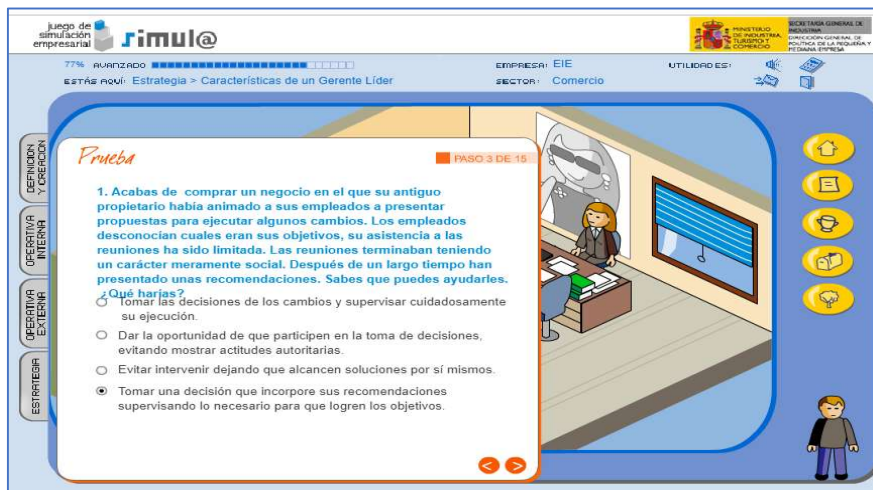 juego de
simulación
empresarial
simul@
MINISTERIO
DE INDUSTRIA,
TURISMO Y
COMERCIO
SECRETARÍA GENERAL DE
INDUSTRIA
DIRECCIÓN GENERAL DE
POLÍTICA DE LA PEQUEÑA Y
MEDIANA EMPRESA
77% AVANZADO
EMPRESA: EIE
UTILIDADES:
ESTÁS AQUÍ: Estrategia > Características de un Gerente Líder
SECTOR: Comercio
DEFINICION
Y CREACION
OPERATIVA
INTERNA
OPERATIVA
EXTERNA
ESTRATEGIA
Prueba
PASO 3 DE 15
1. Acabas de comprar un negocio en el que su antiguo
propietario había animado a sus empleados a presentar
propuestas para ejecutar algunos cambios. Los empleados
desconocían cuales eran sus objetivos, su asistencia a las
reuniones ha sido limitada. Las reuniones terminaban teniendo
un carácter meramente social. Después de un largo tiempo han
presentado unas recomendaciones. Sabes que puedes ayudarles.
¿Qué harías?
Tomar las decisiones de los cambios y supervisar cuidadosamente
su ejecución.
Dar la oportunidad de que participen en la toma de decisiones,
evitando mostrar actitudes autoritarias.
Evitar intervenir dejando que alcancen soluciones por sí mismos.
Tomar una decisión que incorpore sus recomendaciones
supervisando lo necesario para que logren los objetivos.